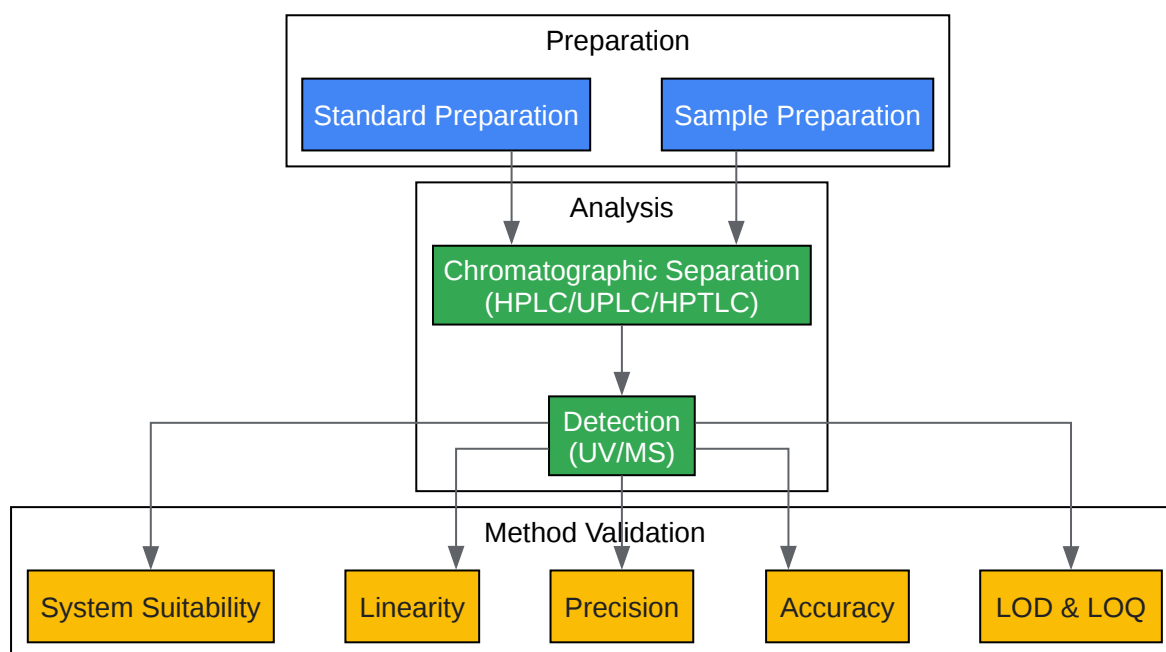 Preparation
Standard Preparation
Sample Preparation
Analysis
Chromatographic Separation
(HPLC/UPLC/HPTLC)
Detection
(UV/MS)
Method Validation
System Suitability
Linearity
Precision
Accuracy
LOD & LOQ